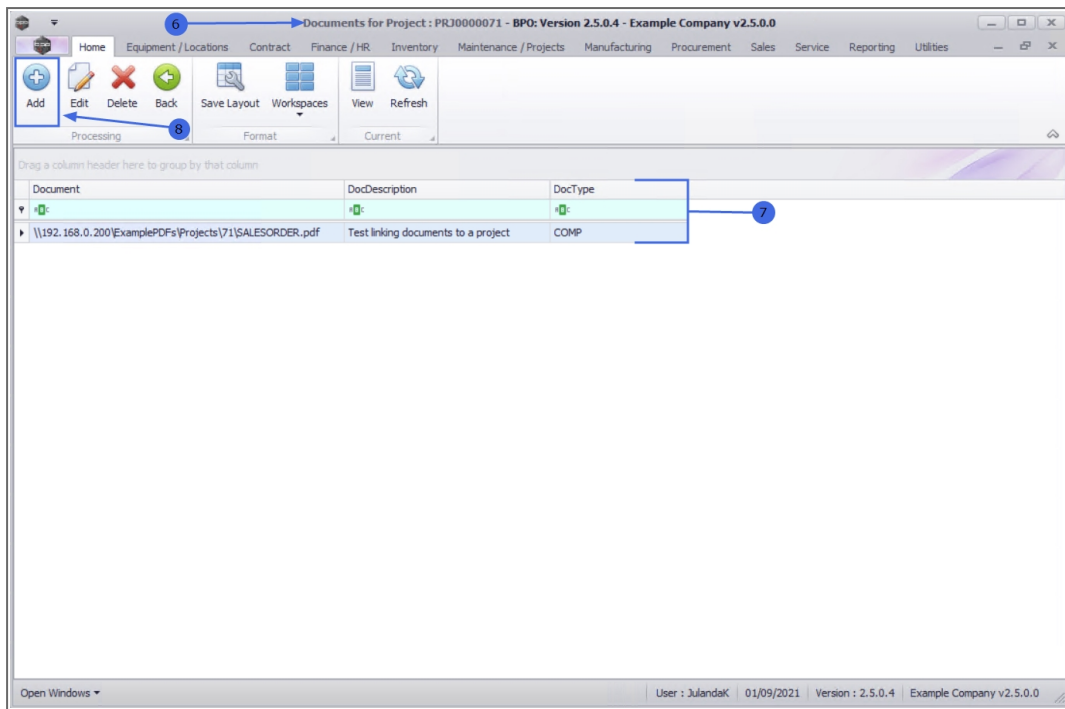 6
Documents for Project : PRJ0000071 - BPO: Version 2.5.0.4 - Example Company v2.5.0.0
Home Equipment / Locations Contract Finance / HR Inventory Maintenance / Projects Manufacturing Procurement Sales Service Reporting Utilities
Add Edit Delete Back Save Layout Workspaces View Refresh
8
Processing Format Current
Drag a column header here to group by that column
Document DocDescription DocType
7
\\192.168.0.200\ExamplePDFs\Projects\71\SALESORDER.pdf Test linking documents to a project COMP
Open Windows User : JulandaK 01/09/2021 Version : 2.5.0.4 Example Company v2.5.0.0